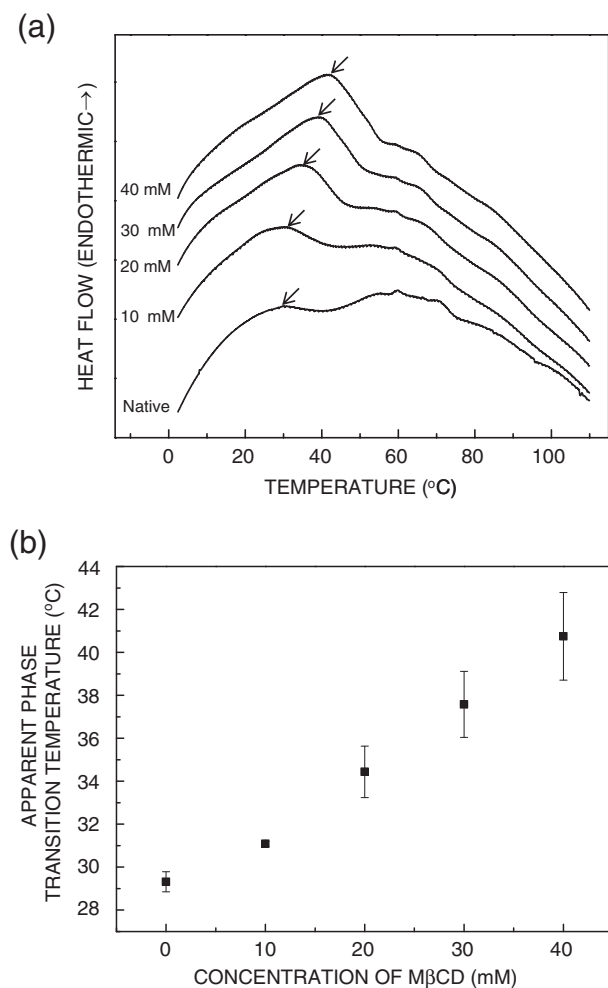 (a)
HEAT FLOW (ENDOTHERMIC→)
40 mM
30 mM
20 mM
10 mM
Native
0 20 40 60 80 100
TEMPERATURE (°C)
(b)
APPARENT PHASE
TRANSITION TEMPERATURE (°C)
44
42
40
38
36
34
32
30
28
0 10 20 30 40
CONCENTRATION OF MβCD (mM)